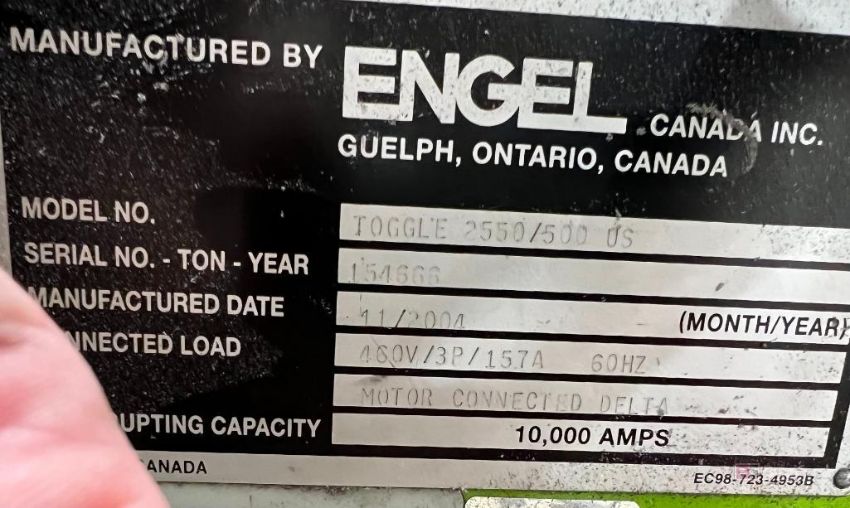 MANUFACTURED BY ENGEL CANADA INC.
GUELPH, ONTARIO, CANADA
MODEL NO. TOGGLE 2550/500 US
SERIAL NO. - TON - YEAR 154666
MANUFACTURED DATE 11/2004 (MONTH/YEAR)
NNECTED LOAD 460V/3P/157A 60HZ
MOTOR CONNECTED DELTA
UPTING CAPACITY 10,000 AMPS
ANADA EC98-723-4953B